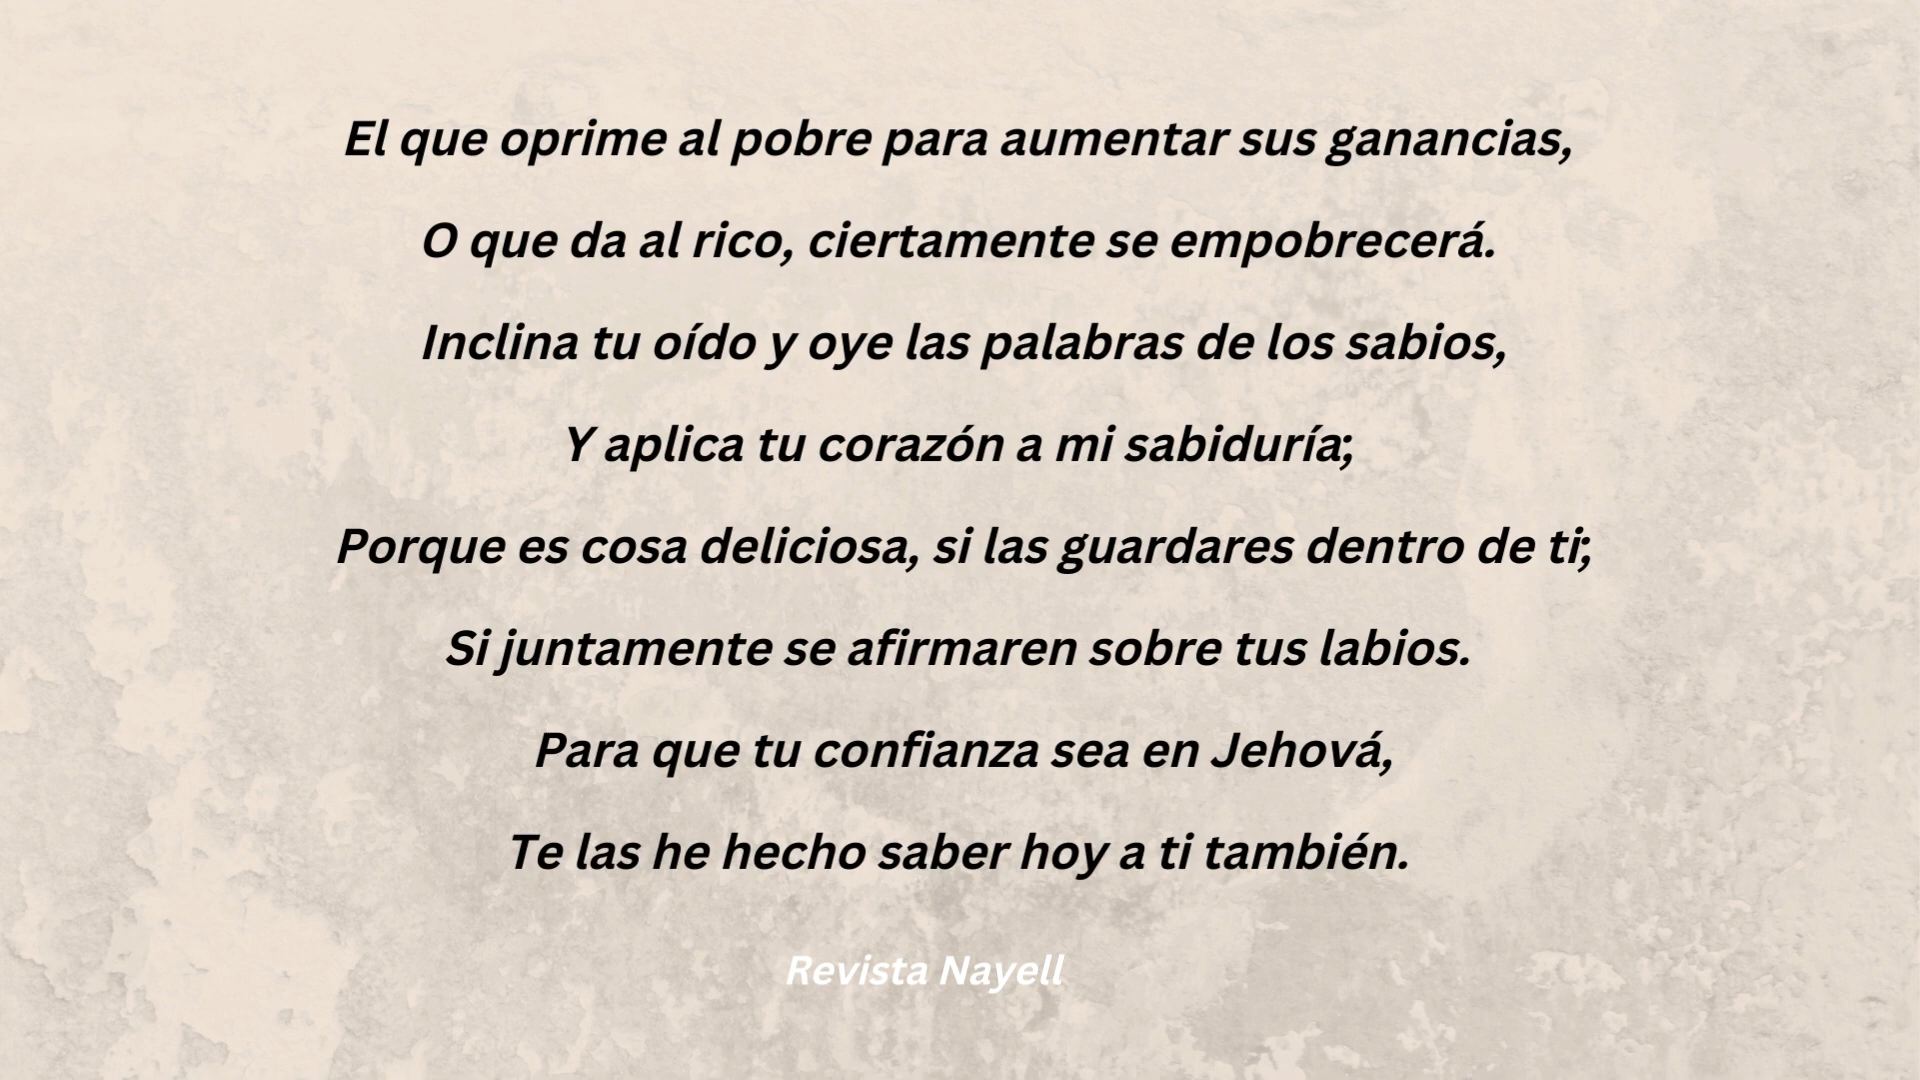 El que oprime al pobre para aumentar sus ganancias,
O que da al rico, ciertamente se empobrecerá.
Inclina tu oído y oye las palabras de los sabios,
Y aplica tu corazón a mi sabiduría;
Porque es cosa deliciosa, si las guardares dentro de ti;
Si juntamente se afirmaren sobre tus labios.
Para que tu confianza sea en Jehová,
Te las he hecho saber hoy a ti también.
Revista Nayell